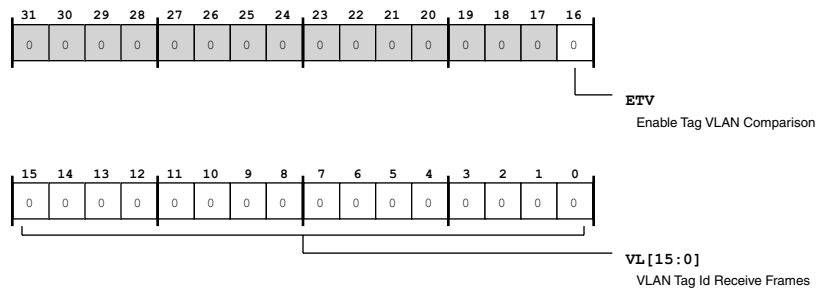 31 30 29 28 27 26 25 24 23 22 21 20 19 18 17 16
0 0 0 0 0 0 0 0 0 0 0 0 0 0 0 0
ETV
Enable Tag VLAN Comparison
15 14 13 12 11 10 9 8 7 6 5 4 3 2 1 0
0 0 0 0 0 0 0 0 0 0 0 0 0 0 0 0
VL[15:0]
VLAN Tag Id Receive Frames